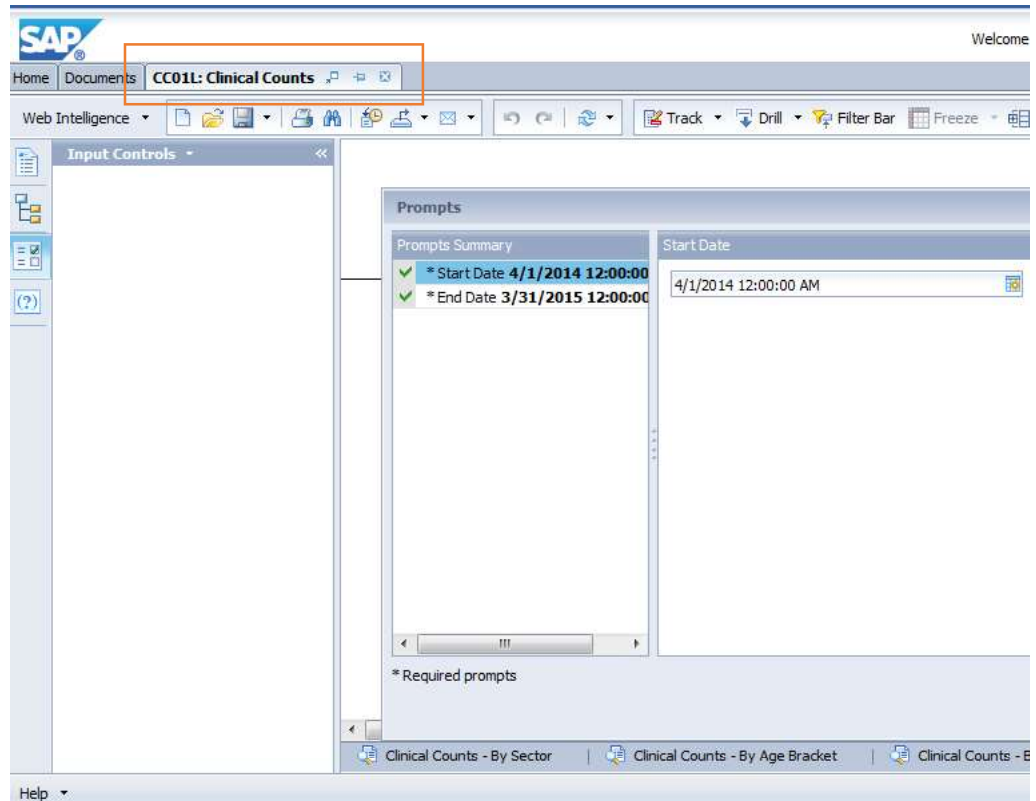 SAP®
Welcome
Home Documents CC01L: Clinical Counts
Web Intelligence Track Drill Filter Bar Freeze
Input Controls
Prompts
Prompts Summary Start Date
* Start Date 4/1/2014 12:00:00 4/1/2014 12:00:00 AM
* End Date 3/31/2015 12:00:00
* Required prompts
Clinical Counts - By Sector | Clinical Counts - By Age Bracket | Clinical Counts - B
Help